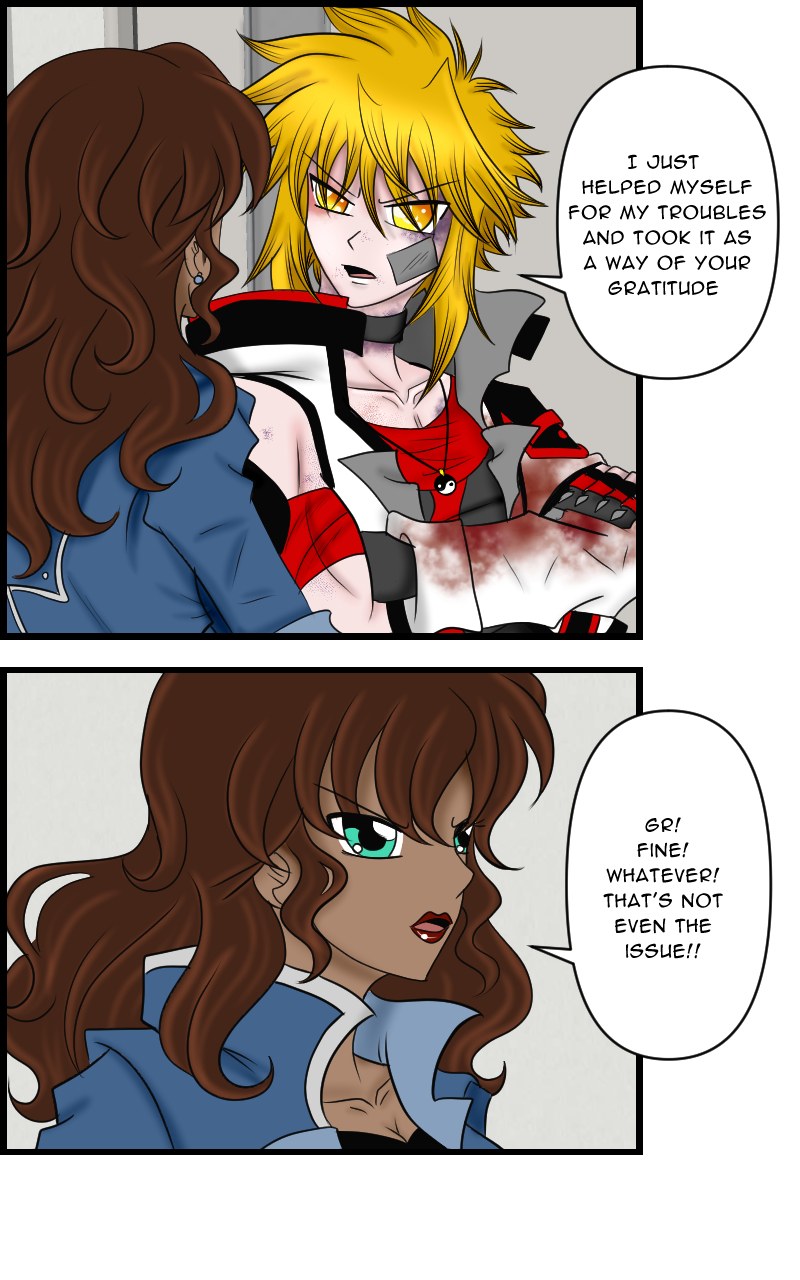 I JUST
HELPED MYSELF
FOR MY TROUBLES
AND TOOK IT AS
A WAY OF YOUR
GRATITUDE
GR!
FINE!
WHATEVER!
THAT'S NOT
EVEN THE
ISSUE!!